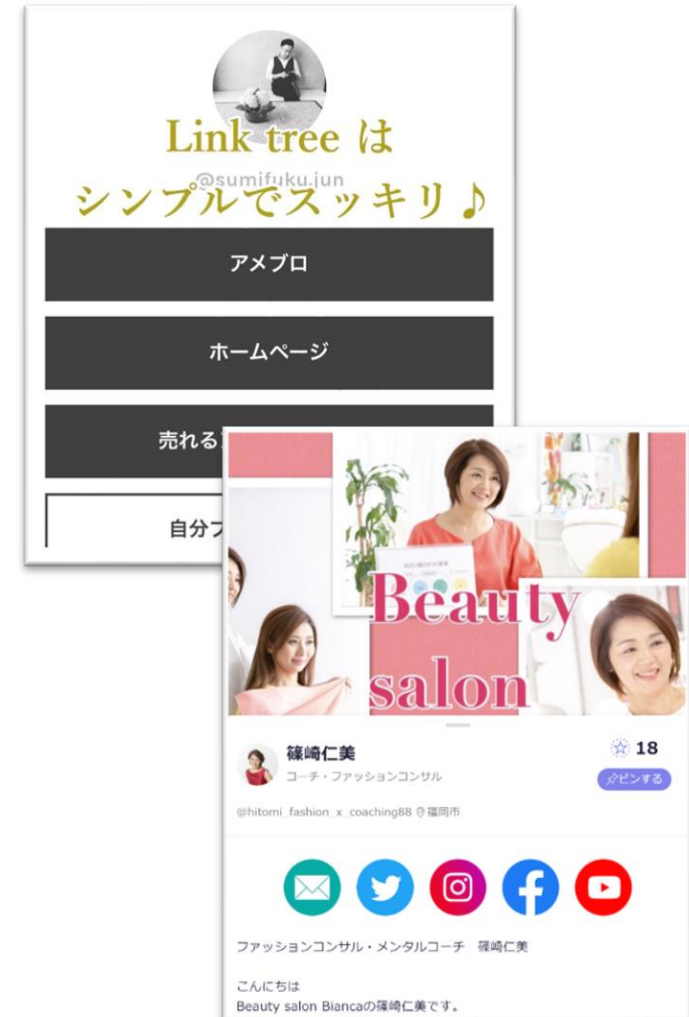 Link tree は
@sumifuku.jun
シンプルでスッキリ♪
アメブロ
ホームページ
売れる
自分ブ
Beauty
salon
篠崎仁美
18
コーチ・ファッションコンサル
ピンする
@hitomi_fashion_x_coaching88 福岡市
ファッションコンサル・メンタルコーチ 篠崎仁美
こんにちは
Beauty salon Biancaの篠崎仁美です。